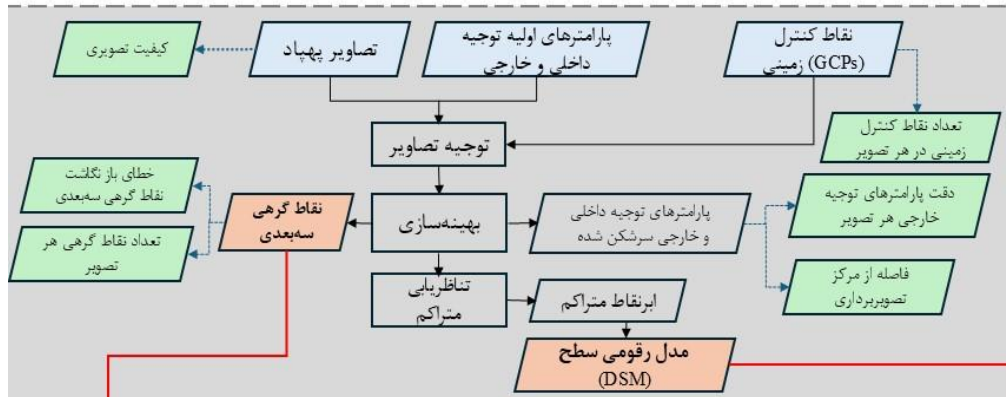 نقاط کنترل
زمینی (GCPs)
پارامترهای اولیه توجیه
داخلی و خارجی
تصاویر پهپاد
کیفیت تصویری
تعداد نقاط کنترل
زمینی در هر تصویر
توجیه تصاویر
دقت پارامترهای توجیه
خارجی هر تصویر
پارامترهای توجیه داخلی
و خارجی سرشکن شده
بهینه‌سازی
نقاط گرهی
سه‌بعدی
خطای باز نگاشت
نقاط گرهی سه‌بعدی
تعداد نقاط گرهی هر
تصویر
فاصله از مرکز
تصویربرداری
ابرنقاط متراکم
تناظریابی
متراکم
مدل رقومی سطح
(DSM)